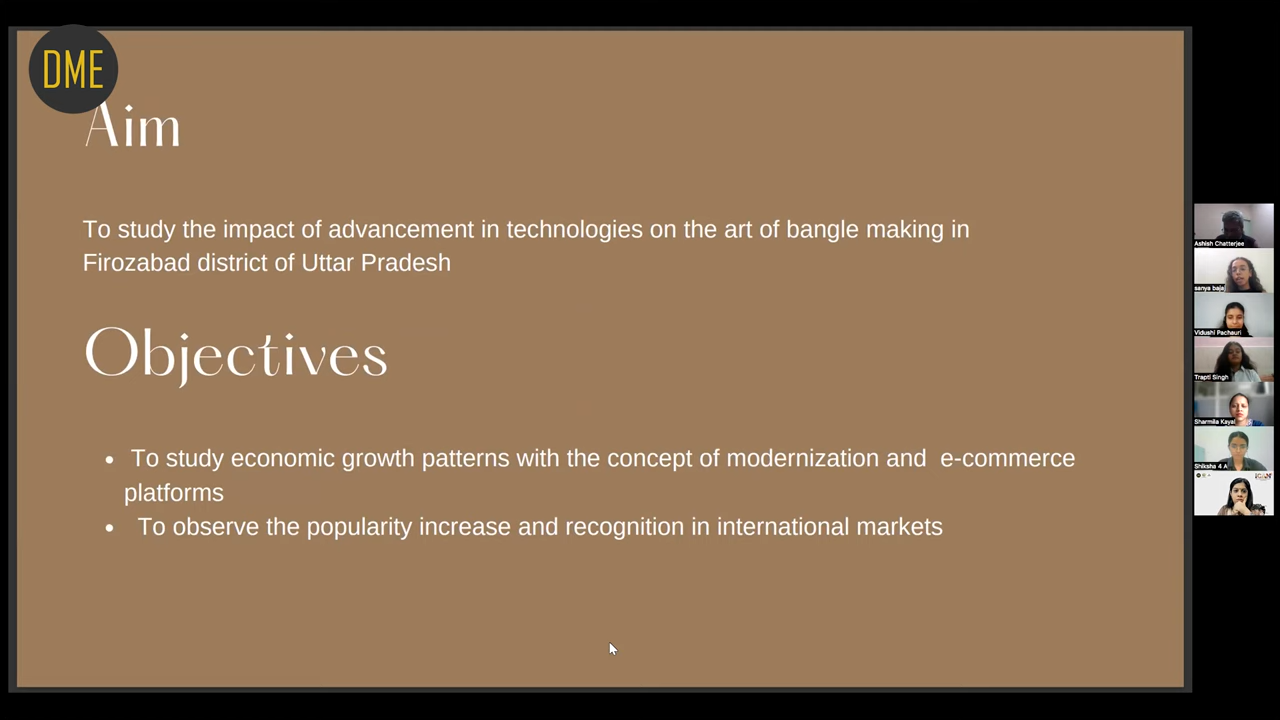 DME
Aim
To study the impact of advancement in technologies on the art of bangle making in
Firozabad district of Uttar Pradesh
Objectives
• To study economic growth patterns with the concept of modernization and e-commerce
platforms
• To observe the popularity increase and recognition in international markets
Ashish Chatterjee
sanya bajaj
Vidushi Pachauri
Trapti Singh
Sharmila Kayal
Shiksha 4 A